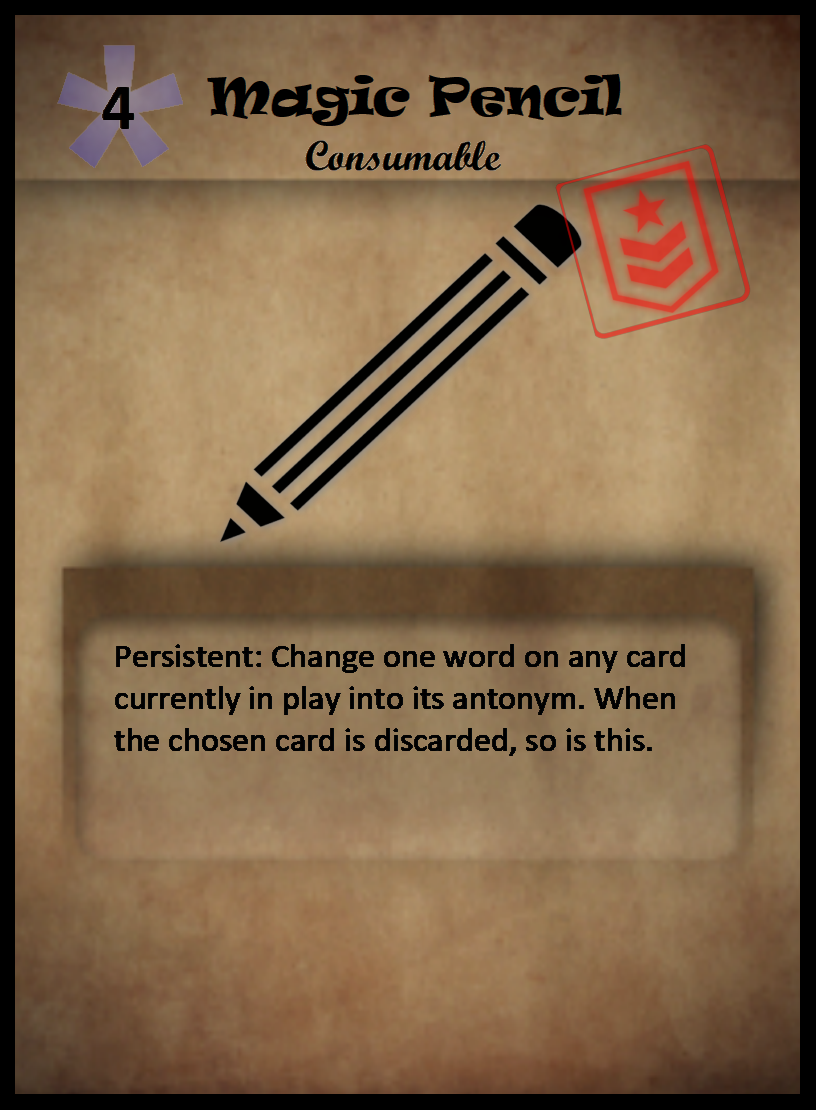 4
Magic Pencil
Consumable
Persistent: Change one word on any card
currently in play into its antonym. When
the chosen card is discarded, so is this.